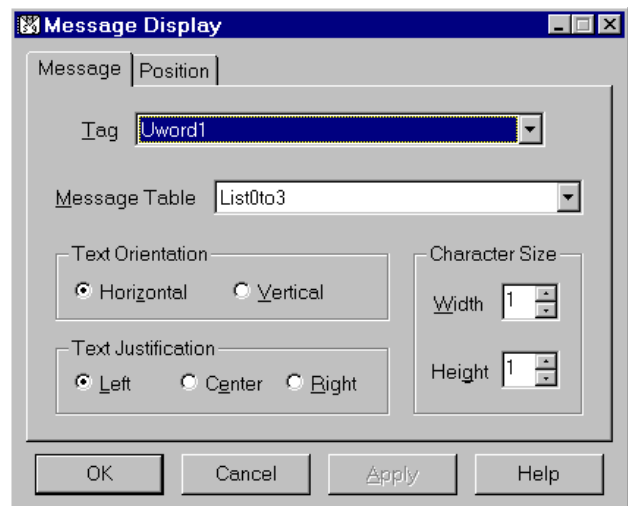 Message Display
Message Position
Tag Uword1
Message Table List0to3
Text Orientation
Horizontal Vertical
Character Size
Width 1
Height 1
Text Justification
Left Center Right
OK Cancel Apply Help